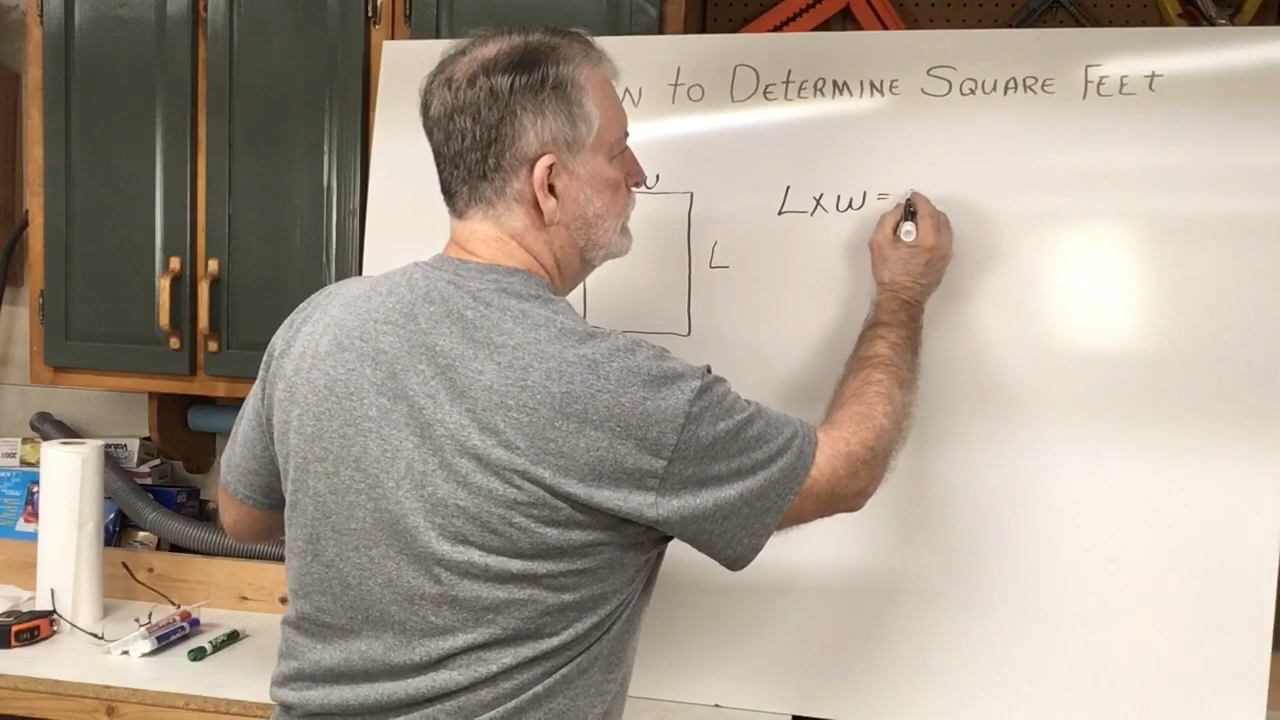 to Determine Square Feet
W
L
L x W =